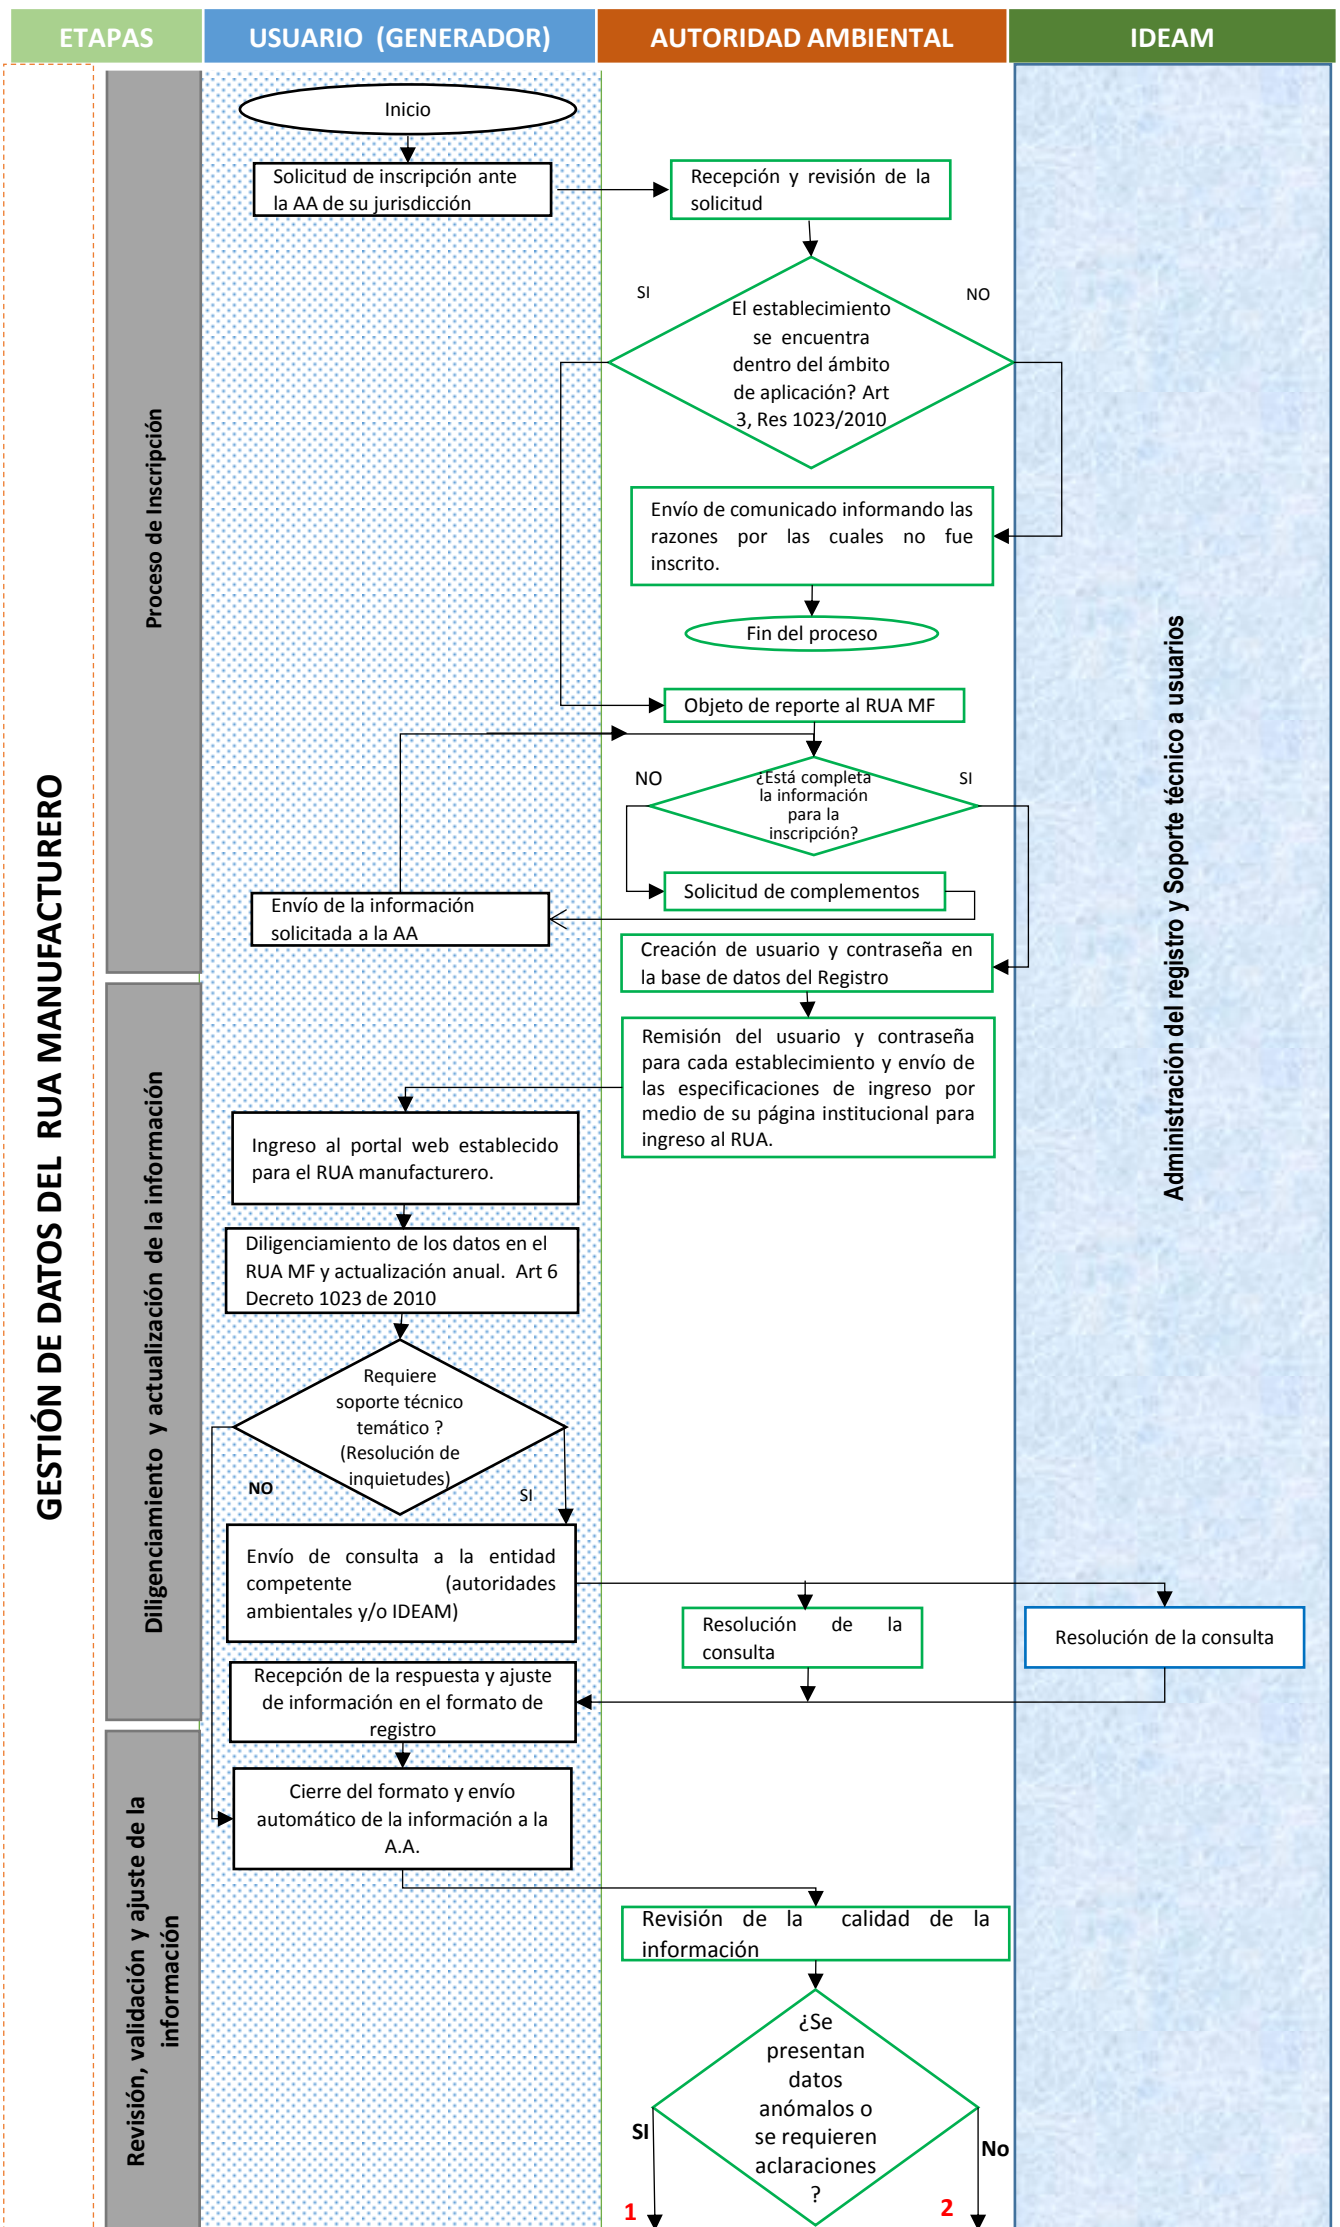 ETAPAS
USUARIO (GENERADOR)
AUTORIDAD AMBIENTAL
IDEAM
GESTIÓN DE DATOS DEL RUA MANUFACTURERO
Proceso de Inscripción
Inicio
Solicitud de inscripción ante
la AA de su jurisdicción
Recepción y revisión de la
solicitud
SI
NO
El establecimiento
se encuentra
dentro del ámbito
de aplicación? Art
3, Res 1023/2010
Envío de comunicado informando las
razones por las cuales no fue
inscrito.
Fin del proceso
Objeto de reporte al RUA MF
NO
SI
¿Está completa
la información
para la
inscripción?
Solicitud de complementos
Envío de la información
solicitada a la AA
Creación de usuario y contraseña en
la base de datos del Registro
Administración del registro y Soporte técnico a usuarios
Diligenciamiento y actualización de la información
Remisión del usuario y contraseña
para cada establecimiento y envío de
las especificaciones de ingreso por
medio de su página institucional para
ingreso al RUA.
Ingreso al portal web establecido
para el RUA manufacturero.
Diligenciamiento de los datos en el
RUA MF y actualización anual. Art 6
Decreto 1023 de 2010
Requiere
soporte técnico
temático ?
(Resolución de
inquietudes)
NO
SI
Envío de consulta a la entidad
competente (autoridades
ambientales y/o IDEAM)
Resolución de la
consulta
Resolución de la consulta
Recepción de la respuesta y ajuste
de información en el formato de
registro
Revisión, validación y ajuste de la
información
Cierre del formato y envío
automático de la información a la
A.A.
Revisión de la calidad de la
información
¿Se
presentan
datos
anómalos o
se requieren
aclaraciones
?
SI
No
1
2